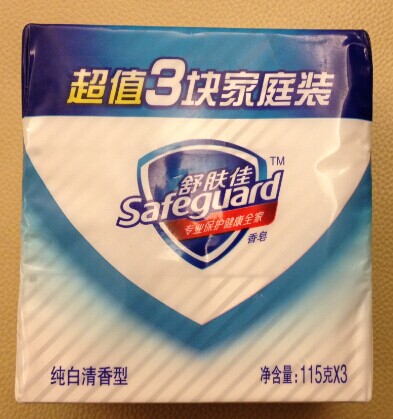 超值3块家庭装
舒肤佳
TM
Safeguard
专业保护健康全家
香皂
纯白清香型
净含量: 115克X3